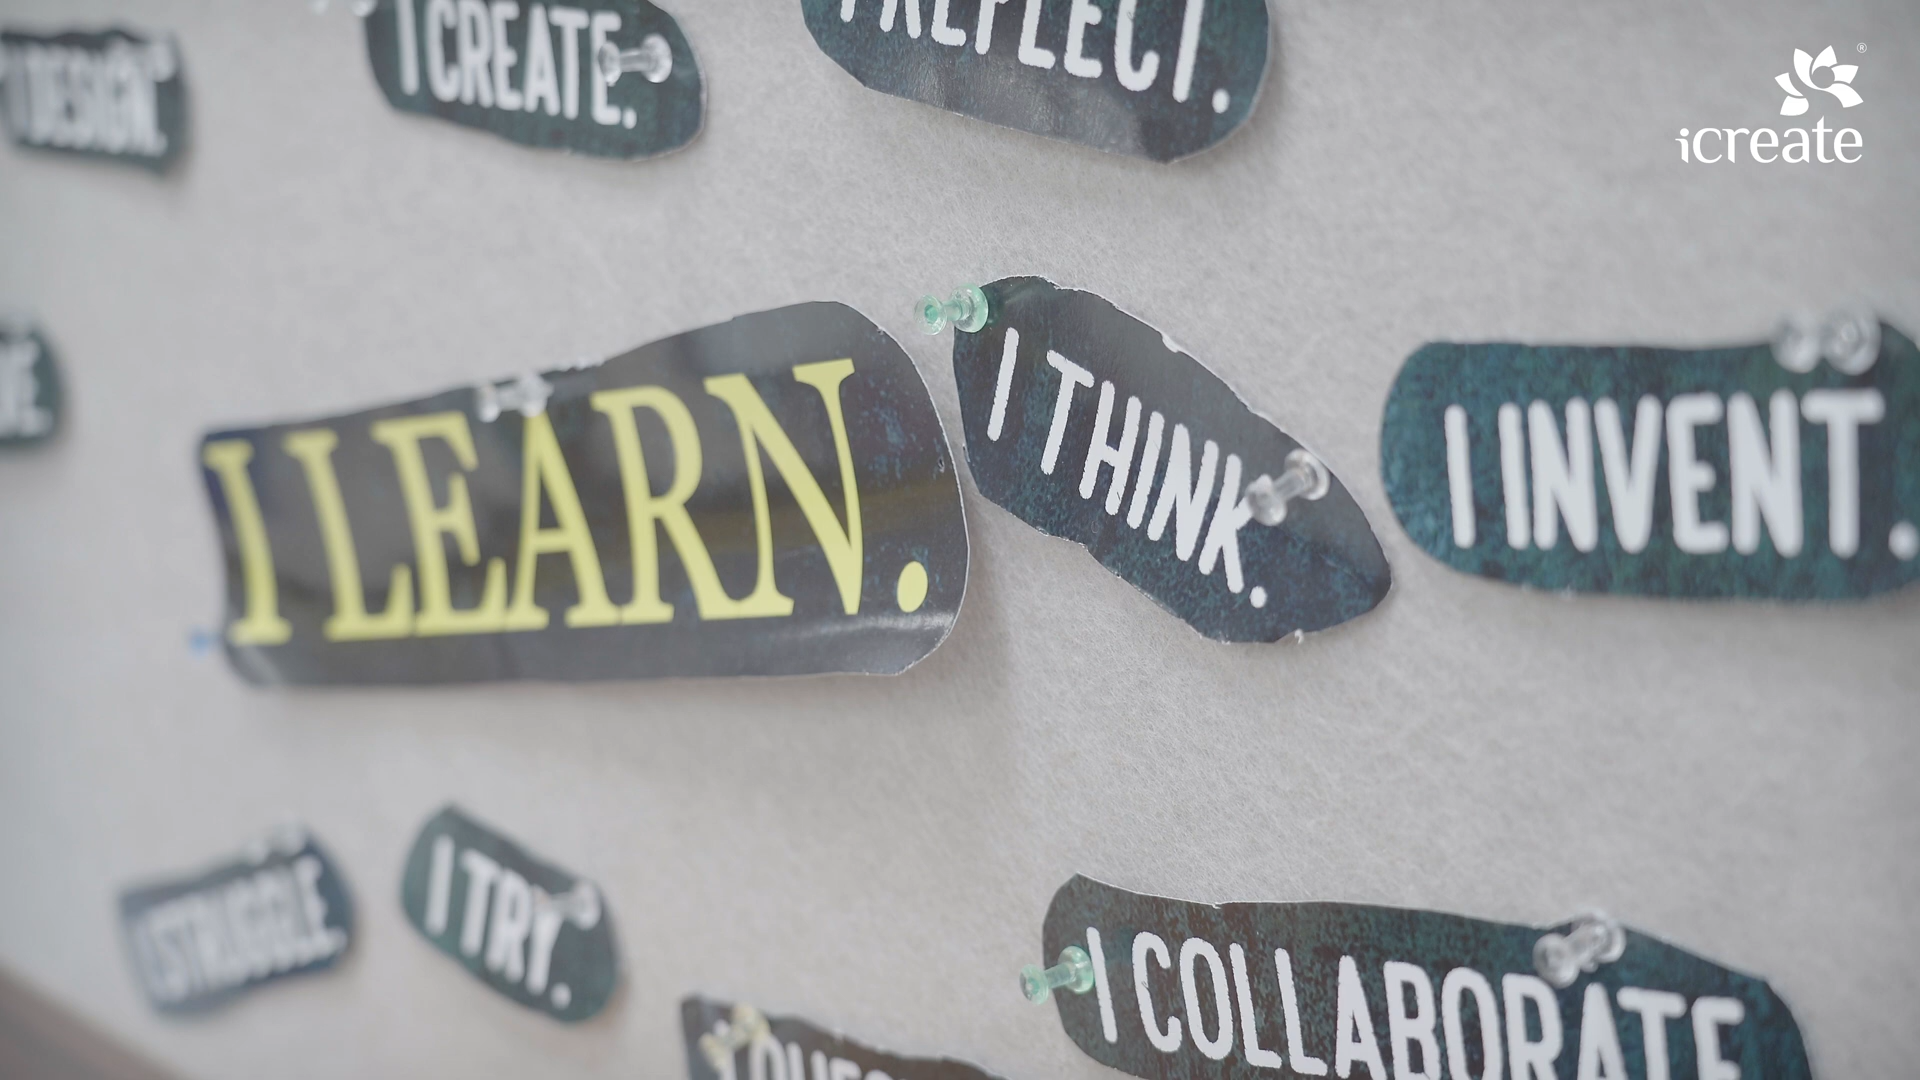 I DESIGN.
I CREATE.
I REFLECT.
®
icreate
I LEARN.
I THINK.
I INVENT.
I STRUGGLE.
I TRY.
I COLLABORATE